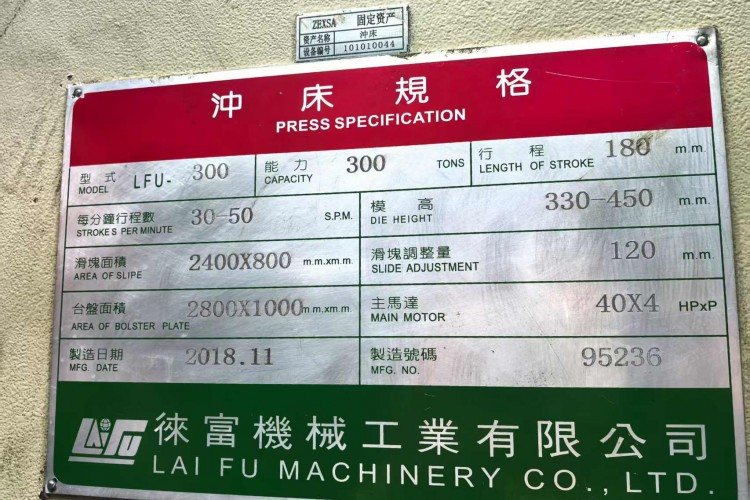 ZEXSA 固定资产
资产名称 沖床
设备编号 101010044
沖床規格
PRESS SPECIFICATION
型式 LFU- 300 能力 300 TONS 行程 180 m.m.
MODEL CAPACITY LENGTH OF STROKE
每分鐘行程數 30-50 S.P.M. 模高 330-450 m.m.
STROKES PER MINUTE DIE HEIGHT
滑塊面積 2400X800 m.m.xm.m. 滑塊調整量 120 m.m.
AREA OF SLIPE SLIDE ADJUSTMENT
台盤面積 2800X1000 m.m.xm.m. 主馬達 40X4 HPxP
AREA OF BOLSTER PLATE MAIN MOTOR
製造日期 2018.11 製造號碼 95236
MFG. DATE MFG. NO.
LAIFU 徠富機械工業有限公司
LAI FU MACHINERY CO., LTD.